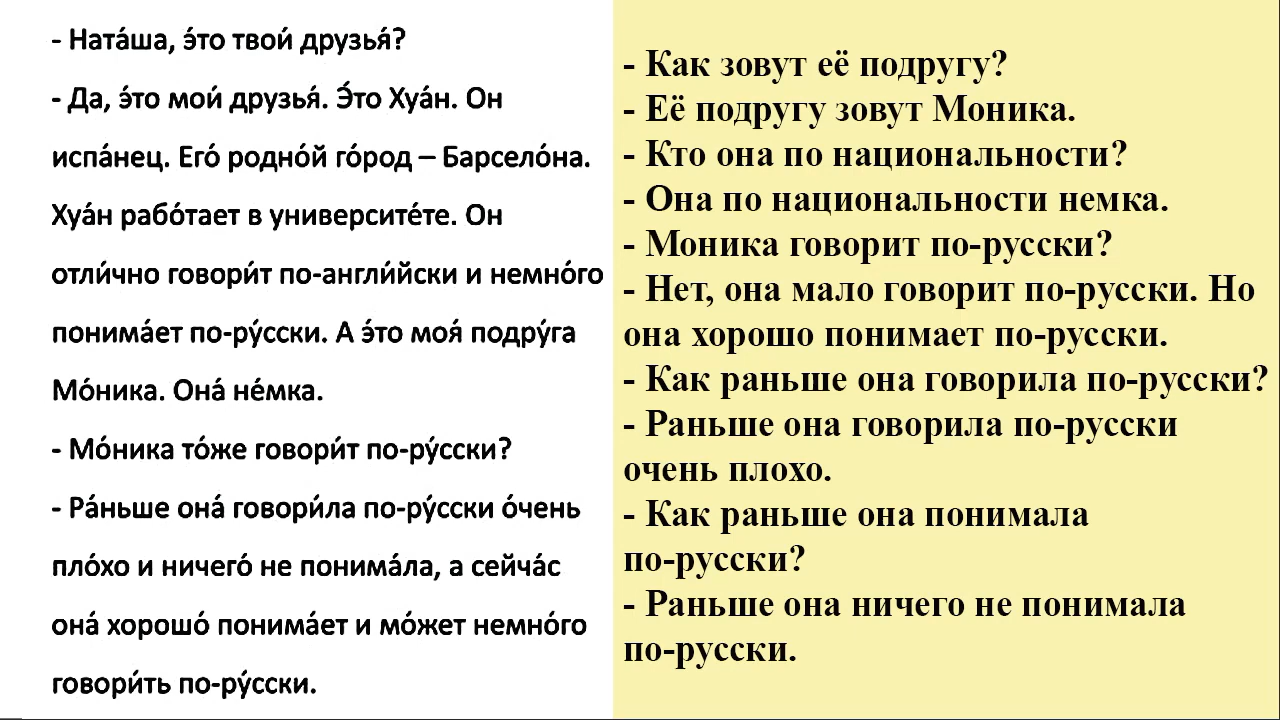 - Ната́ша, э́то твои́ друзья́?
- Да, э́то мои́ друзья́. Э́то Хуа́н. Он
испа́нец. Его́ родно́й го́род – Барсело́на.
Хуа́н рабо́тает в университе́те. Он
отли́чно говори́т по-англи́йски и немно́го
понима́ет по-ру́сски. А э́то моя́ подру́га
Мо́ника. Она́ не́мка.
- Мо́ника то́же говори́т по-ру́сски?
- Ра́ньше она́ говори́ла по-ру́сски о́чень
пло́хо и ничего́ не понима́ла, а сейча́с
она́ хорошо́ понима́ет и мо́жет немно́го
говори́ть по-ру́сски.
- Как зовут её подругу?
- Её подругу зовут Моника.
- Кто она по национальности?
- Она по национальности немка.
- Моника говорит по-русски?
- Нет, она мало говорит по-русски. Но
она хорошо понимает по-русски.
- Как раньше она говорила по-русски?
- Раньше она говорила по-русски
очень плохо.
- Как раньше она понимала
по-русски?
- Раньше она ничего не понимала
по-русски.